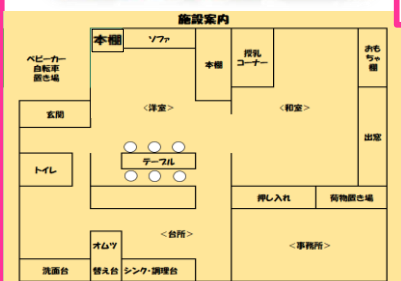 施設案内
ベビーカー
自転車
置き場
本棚
ソファ
本棚
授乳
コーナー
おも
ちゃ
棚
玄関
<洋室>
<和室>
出窓
トイレ
テーブル
押し入れ
荷物置き場
<台所>
<事務所>
オムツ
替え台
洗面台
シンク・調理台